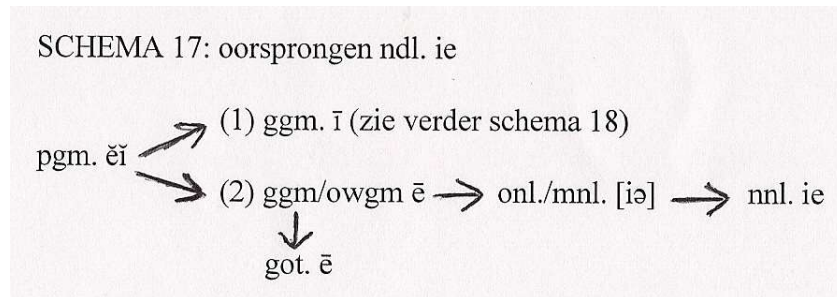 SCHEMA 17: oorsprongen ndl. ie
(1) ggm. ī (zie verder schema 18)
pgm. ĕĭ
(2) ggm/owgm ē → onl./mnl. [iə] → nnl. ie
got. ē